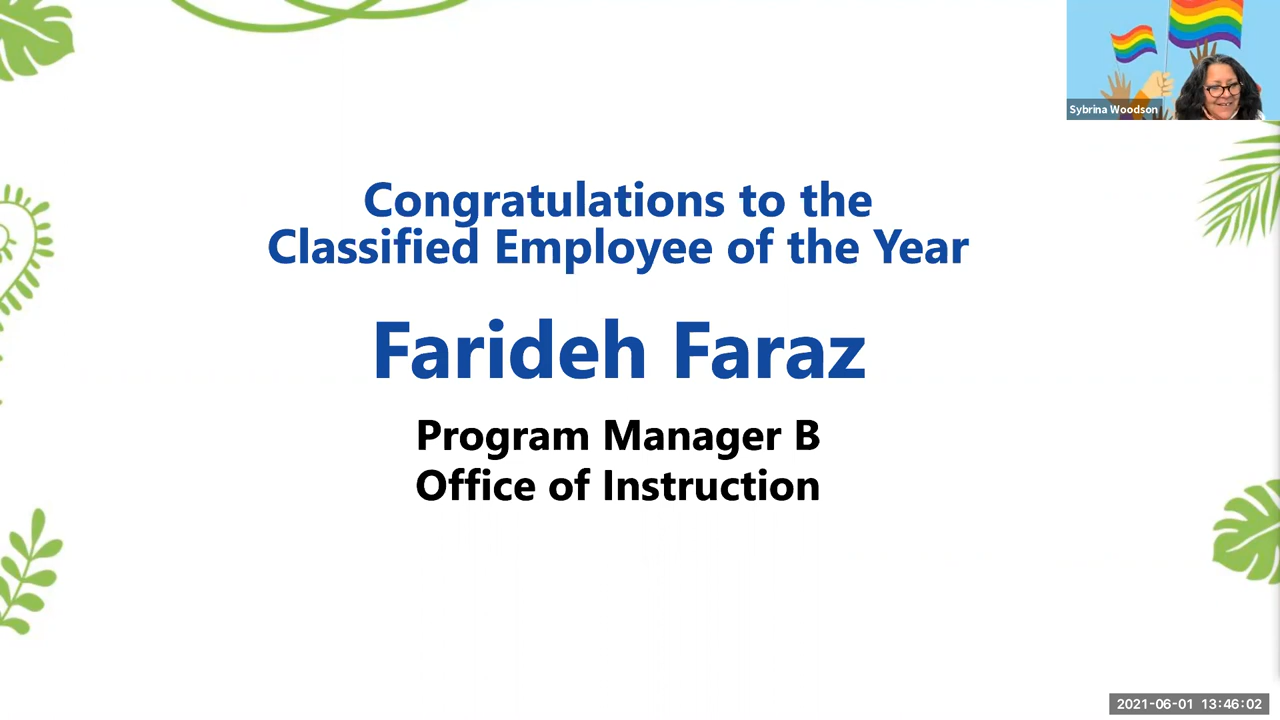 Sybrina Woodson
Congratulations to the
Classified Employee of the Year
Farideh Faraz
Program Manager B
Office of Instruction
2021-06-01 13:46:02